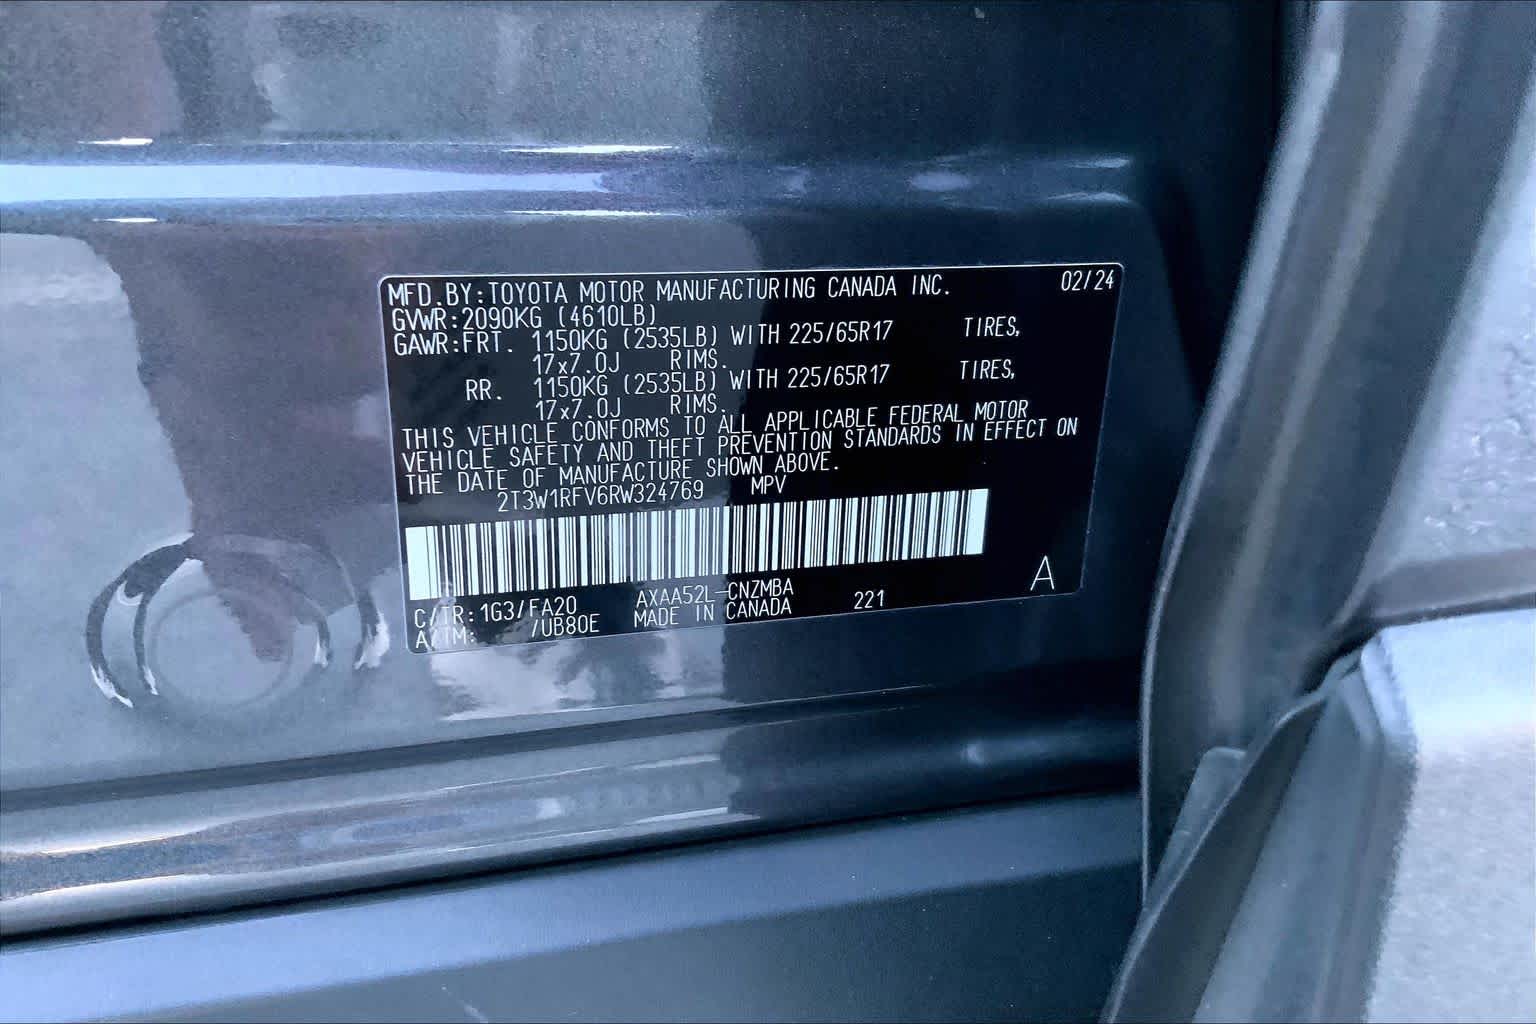 MFD.BY:TOYOTA MOTOR MANUFACTURING CANADA INC. 02/24
GVWR:2090KG (4610LB)
GAWR:FRT. 1150KG (2535LB) WITH 225/65R17 TIRES,
17x7.0J RIMS.
RR. 1150KG (2535LB) WITH 225/65R17 TIRES,
17x7.0J RIMS.
THIS VEHICLE CONFORMS TO ALL APPLICABLE FEDERAL MOTOR
VEHICLE SAFETY AND THEFT PREVENTION STANDARDS IN EFFECT ON
THE DATE OF MANUFACTURE SHOWN ABOVE.
2T3W1RFV6RW324769 MPV
C/TR:1G3/FA20 AXAA52L-CNZMBA
A/TM: /UB80E MADE IN CANADA 221 A